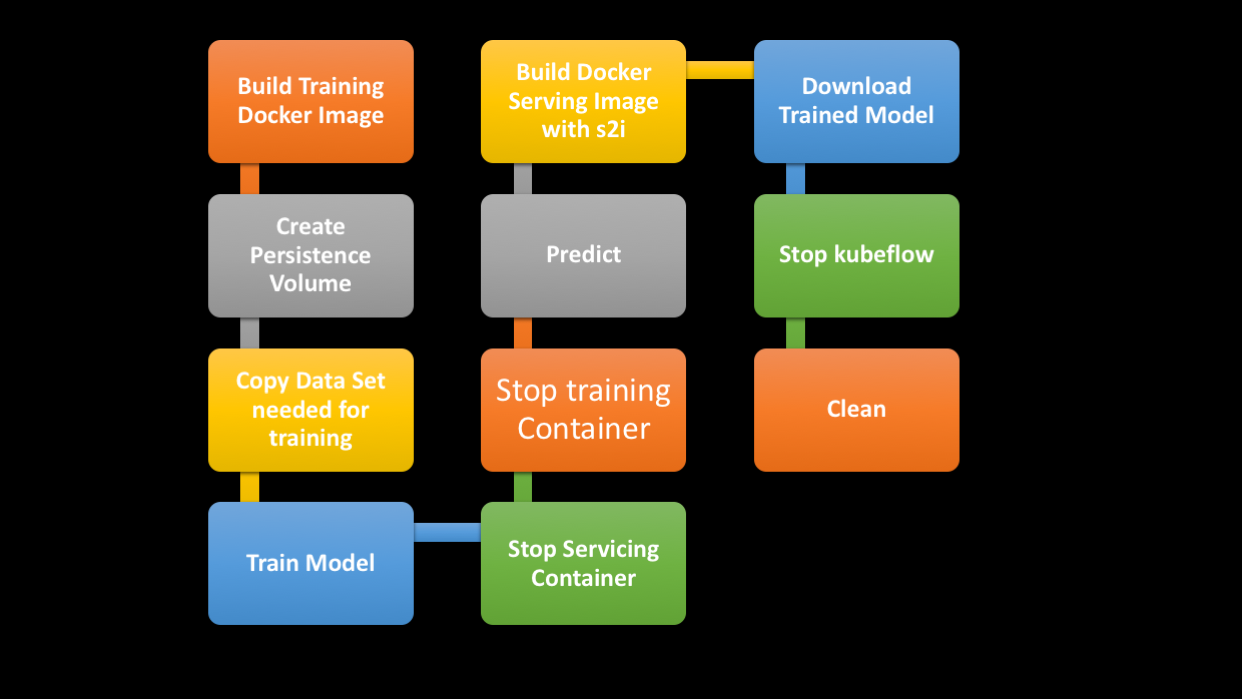 Build Training
Docker Image
Create
Persistence
Volume
Copy Data Set
needed for
training
Train Model
Build Docker
Serving Image
with s2i
Predict
Stop training
Container
Stop Servicing
Container
Download
Trained Model
Stop kubeflow
Clean